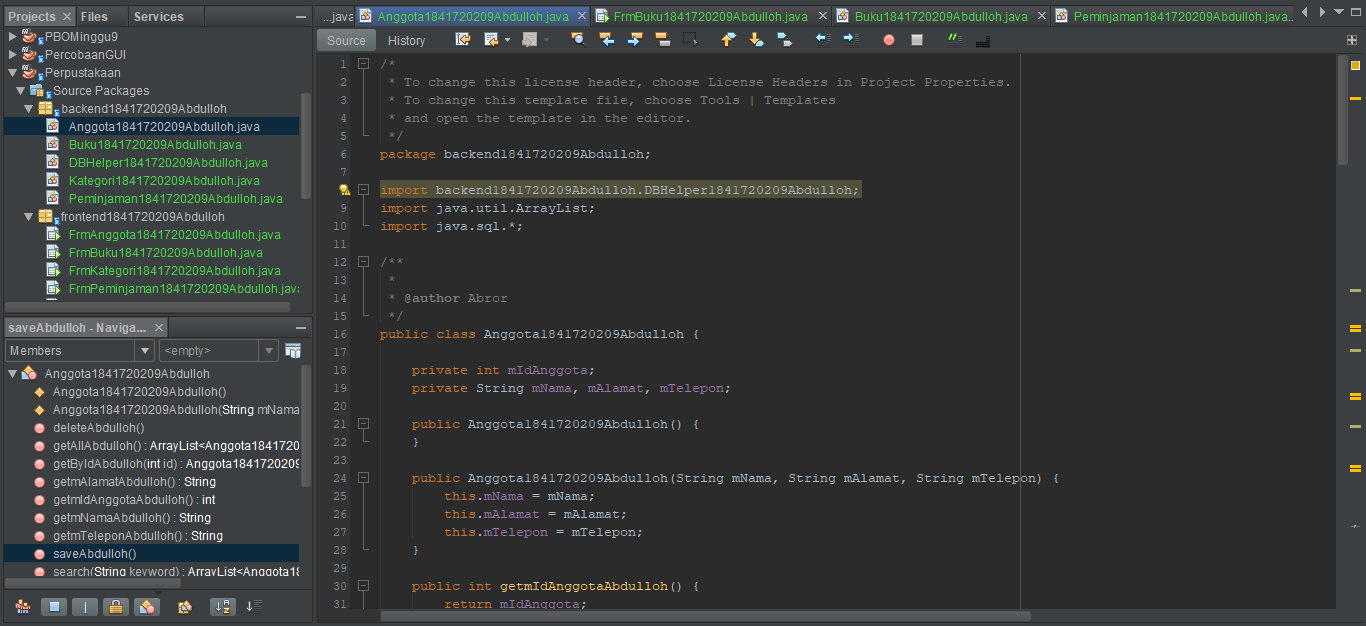 Projects Files Services
PBOMinggu9
PercobaanGUI
Perpustakaan
Source Packages
backend1841720209Abdulloh
Anggota1841720209Abdulloh.java
Buku1841720209Abdulloh.java
DBHelper1841720209Abdulloh.java
Kategori1841720209Abdulloh.java
Peminjaman1841720209Abdulloh.java
frontend1841720209Abdulloh
FrmAnggota1841720209Abdulloh.java
FrmBuku1841720209Abdulloh.java
FrmKategori1841720209Abdulloh.java
FrmPeminjaman1841720209Abdulloh.java
saveAbdulloh - Naviga...
Members <empty>
Anggota1841720209Abdulloh
Anggota1841720209Abdulloh()
Anggota1841720209Abdulloh(String mNama
deleteAbdulloh()
getAllAbdulloh() : ArrayList<Anggota1841720
getByIdAbdulloh(int id) : Anggota1841720209
getmAlamatAbdulloh() : String
getmIdAnggotaAbdulloh() : int
getmNamaAbdulloh() : String
getmTeleponAbdulloh() : String
saveAbdulloh()
search(String keyword) : ArrayList<Anggota18
...java Anggota1841720209Abdulloh.java FrmBuku1841720209Abdulloh.java Buku1841720209Abdulloh.java Peminjaman1841720209Abdulloh.java...
Source History
1 /*
2 * To change this license header, choose License Headers in Project Properties.
3 * To change this template file, choose Tools | Templates
4 * and open the template in the editor.
5 */
6 package backend1841720209Abdulloh;
7
import backend1841720209Abdulloh.DBHelper1841720209Abdulloh;
9 import java.util.ArrayList;
10 import java.sql.*;
11
12 /**
13 *
14 * @author Abror
15 */
16 public class Anggota1841720209Abdulloh {
17
18 private int mIdAnggota;
19 private String mNama, mAlamat, mTelepon;
20
21 public Anggota1841720209Abdulloh() {
22 }
23
24 public Anggota1841720209Abdulloh(String mNama, String mAlamat, String mTelepon) {
25 this.mNama = mNama;
26 this.mAlamat = mAlamat;
27 this.mTelepon = mTelepon;
28 }
29
30 public int getmIdAnggotaAbdulloh() {
31 return mIdAnggota;